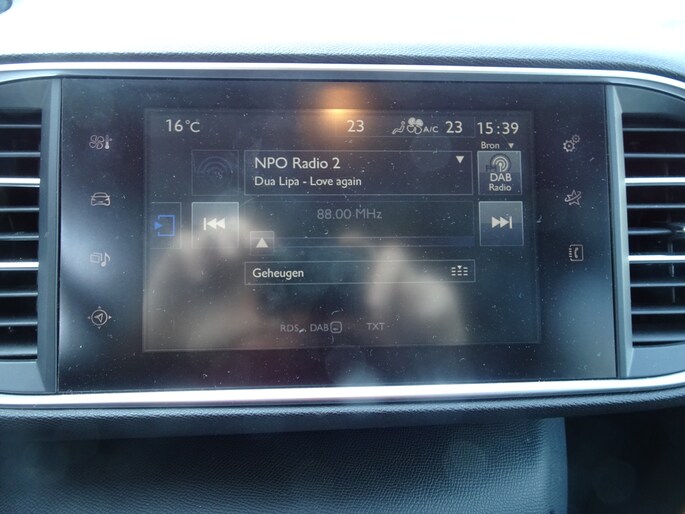 16°C 23 A/C 23 15:39
Bron
NPO Radio 2
Dua Lipa - Love again
DAB
Radio
88.00 MHz
Geheugen
RDS DAB TXT